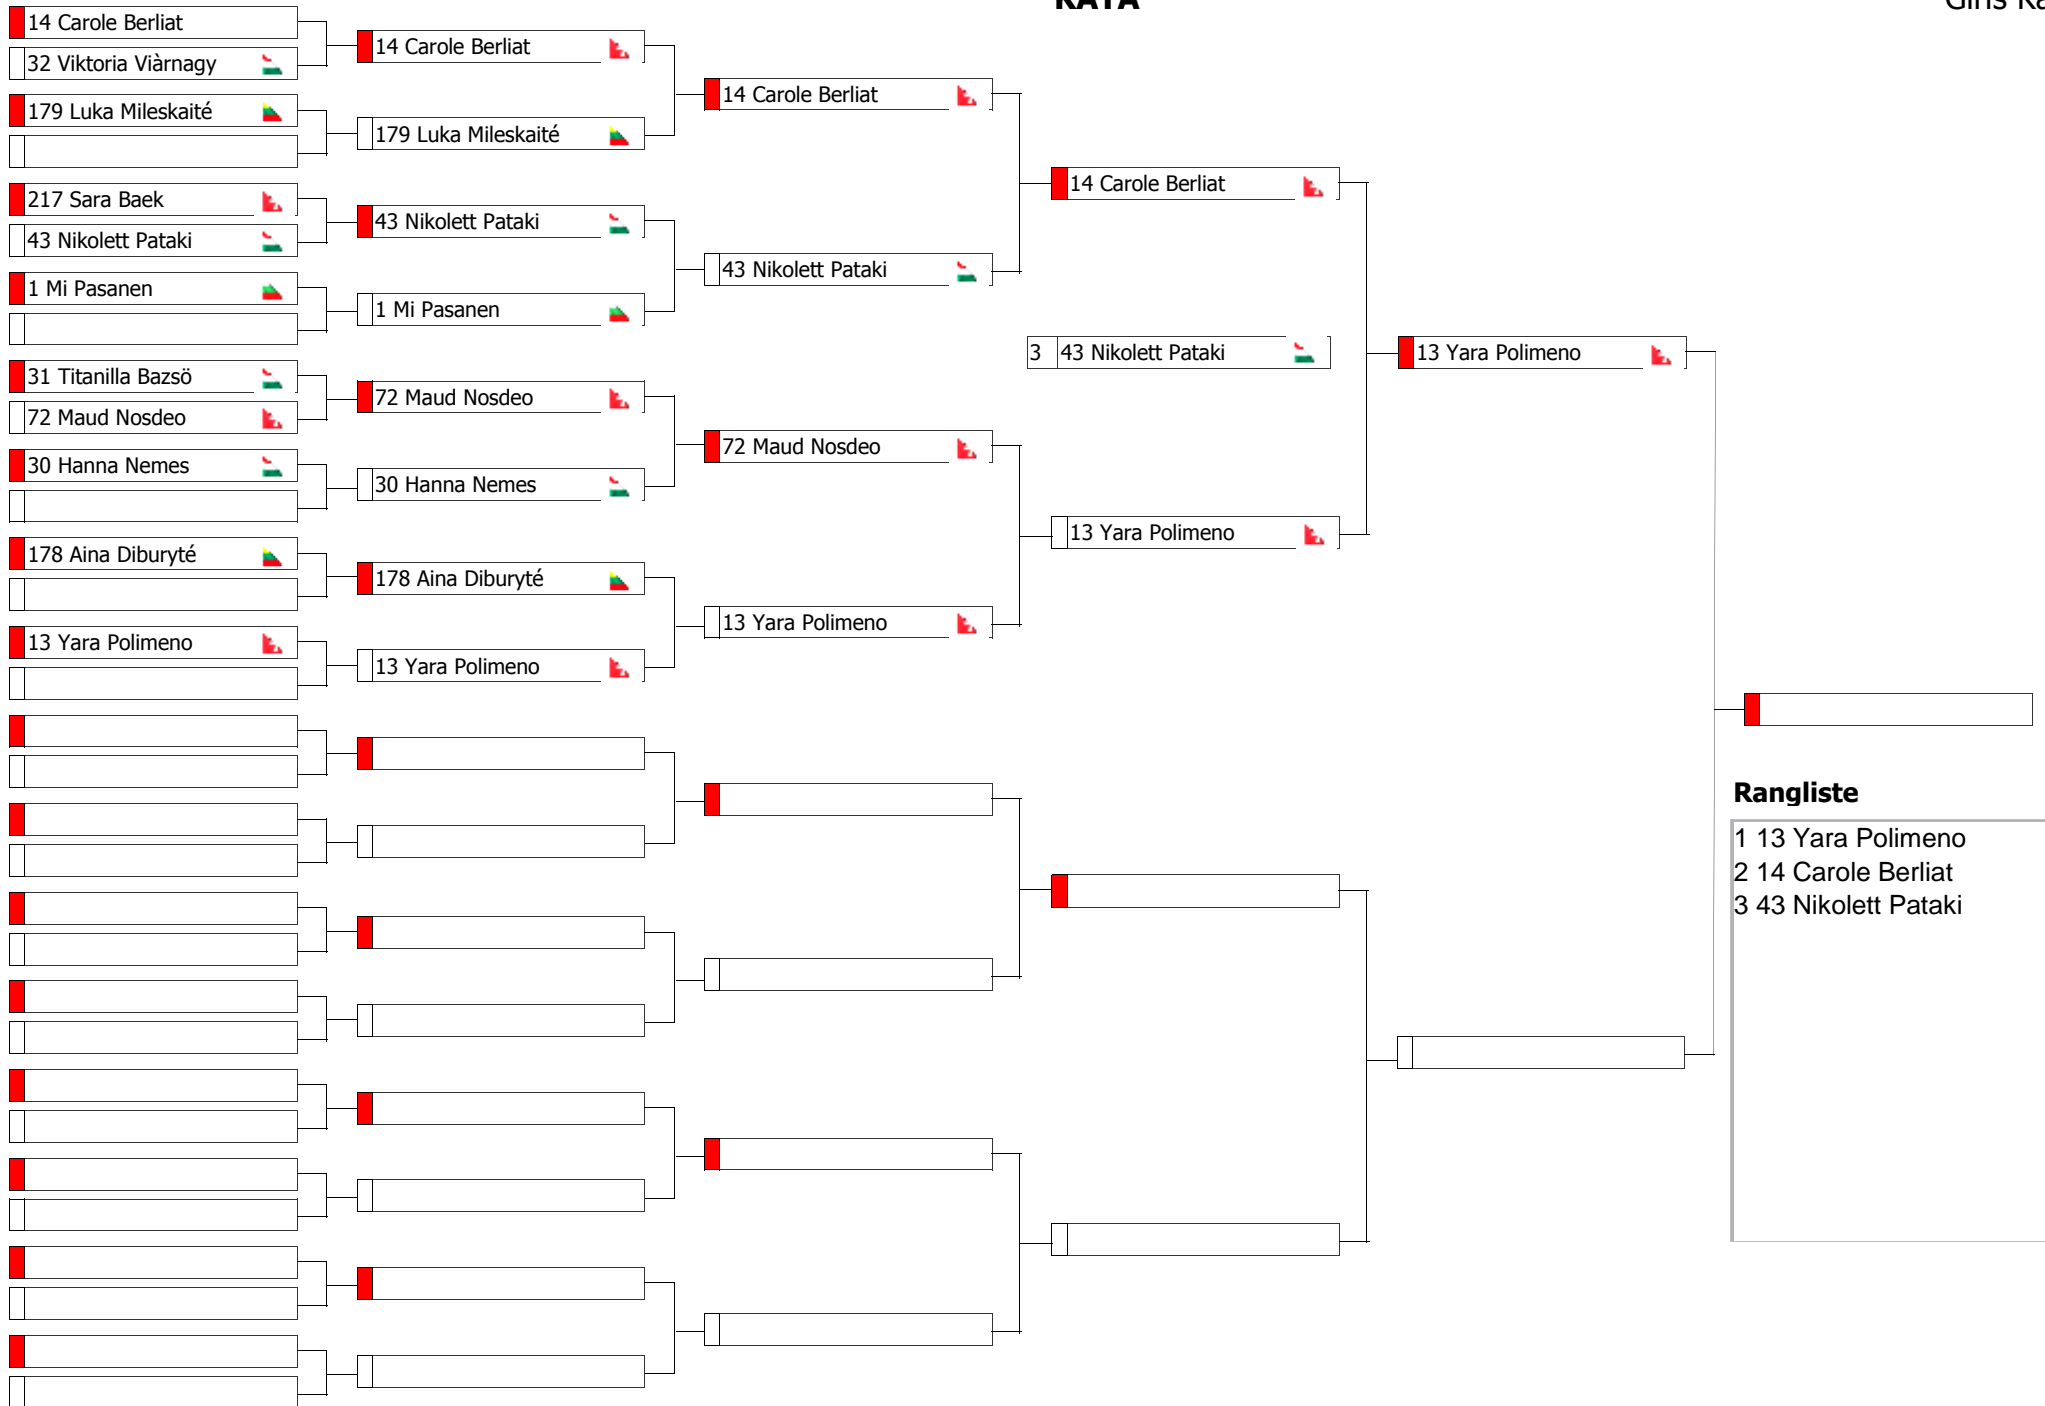 KATA
14 Carole Berliat
32 Viktoria Viàrnagy
179 Luka Mileskaité
217 Sara Baek
43 Nikolett Pataki
1 Mi Pasanen
31 Titanilla Bazsö
72 Maud Nosdeo
30 Hanna Nemes
178 Aina Diburyté
13 Yara Polimeno
14 Carole Berliat
179 Luka Mileskaité
43 Nikolett Pataki
1 Mi Pasanen
72 Maud Nosdeo
30 Hanna Nemes
178 Aina Diburyté
13 Yara Polimeno
14 Carole Berliat
43 Nikolett Pataki
72 Maud Nosdeo
13 Yara Polimeno
14 Carole Berliat
3 43 Nikolett Pataki
13 Yara Polimeno
13 Yara Polimeno
Rangliste
1 13 Yara Polimeno
2 14 Carole Berliat
3 43 Nikolett Pataki